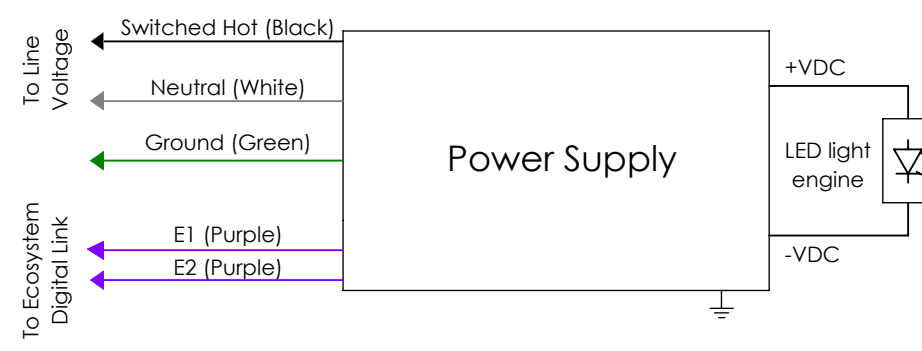 To Line
Voltage
Switched Hot (Black)
Neutral (White)
Ground (Green)
To Ecosystem
Digital Link
E1 (Purple)
E2 (Purple)
Power Supply
+VDC
LED light
engine
-VDC